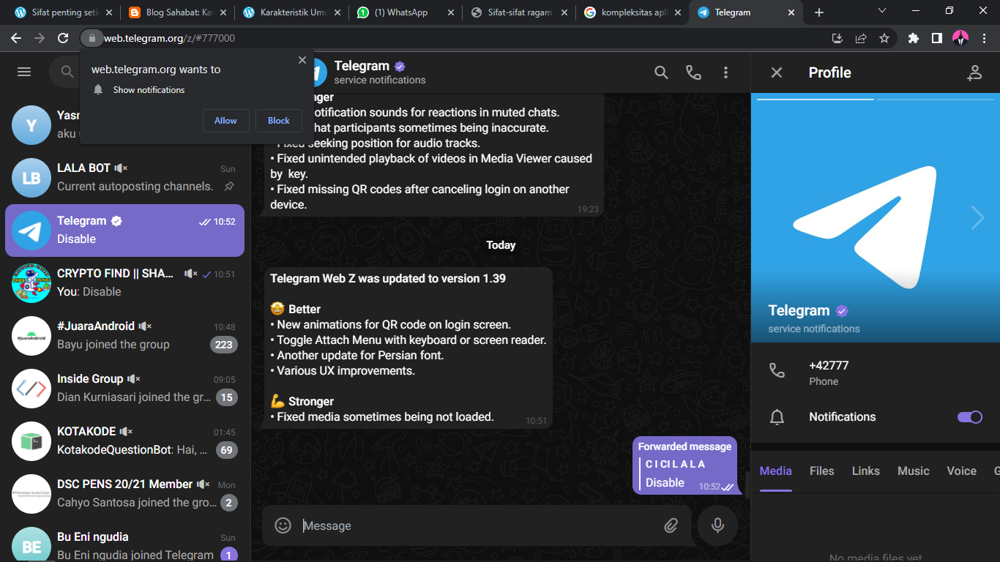 Sifat penting seti
Blog Sahabat: Ka
Karakteristik Umu
(1) WhatsApp
Sifat-sifat ragam
kompleksitas apli
Telegram
web.telegram.org/z/#777000
web.telegram.org wants to
Show notifications
Allow
Block
Yasr
aku
LALA BOT
Sun
Current autoposting channels.
LB
Telegram
10:52
Disable
CRYPTO FIND || SHA...
10:51
You: Disable
#JuaraAndroid
10:48
Bayu joined the group
223
#JuaraAndroid
Inside Group
09:05
Dian Kurniasari joined the gr...
15
KOTAKODE
01:45
KotakodeQuestionBot: Hai, ...
69
DSC PENS 20/21 Member
Mon
Cahyo Santosa joined the gro...
2
Bu Eni ngudia
Sun
Bu Eni ngudia joined Telegram
1
Y
BE
Telegram
service notifications
nger
otification sounds for reactions in muted chats.
hat participants sometimes being inaccurate.
• Fixed seeking position for audio tracks.
• Fixed unintended playback of videos in Media Viewer caused
by key.
• Fixed missing QR codes after canceling login on another
device.
19:23
Today
Telegram Web Z was updated to version 1.39
🤩 Better
• New animations for QR code on login screen.
• Toggle Attach Menu with keyboard or screen reader.
• Another update for Persian font.
• Various UX improvements.
💪 Stronger
• Fixed media sometimes being not loaded.
10:51
Forwarded message
C I C I L A L A
Disable
10:52
Message
Profile
Telegram
service notifications
+42777
Phone
Notifications
Media
Files
Links
Music
Voice
G
No media files yet